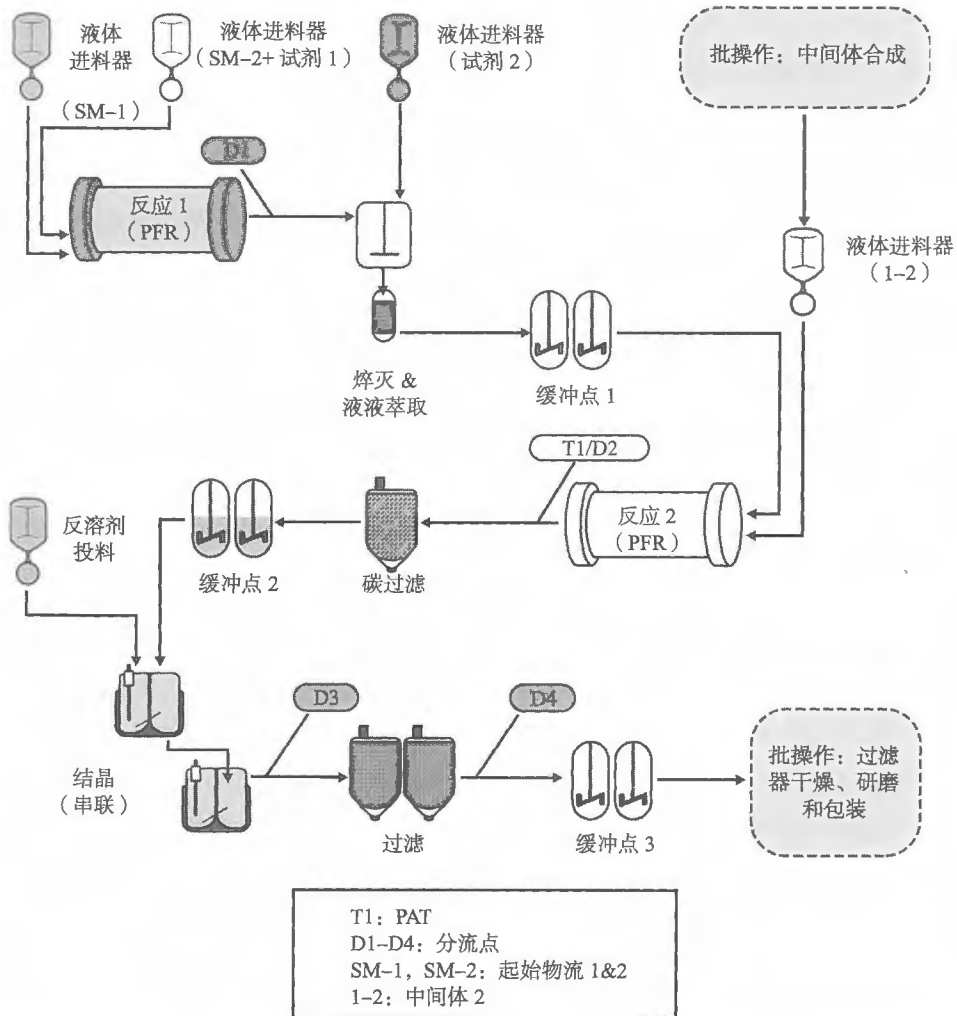 液体
进料器
液体进料器
(SM-2+试剂1)
液体进料器
(试剂2)
批操作：中间体合成
(SM-1)
D1
反应1
(PFR)
液体进料器
(1-2)
焠灭 &
液液萃取
缓冲点1
T1/D2
反溶剂
投料
反应2
(PFR)
缓冲点2
碳过滤
D3
D4
结晶
(串联)
批操作：过滤
器干燥、研磨
和包装
过滤
缓冲点3
T1：PAT
D1-D4：分流点
SM-1，SM-2：起始物流1&2
1-2：中间体2